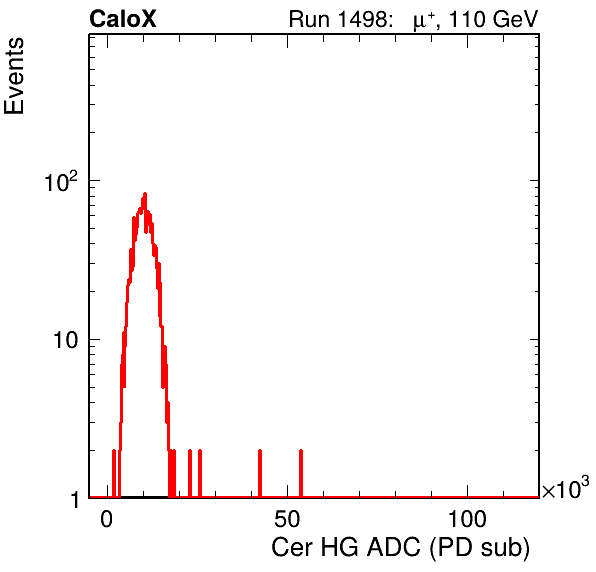 CaloX Run 1498: μ⁺, 110 GeV
Events
10²
10
1
0 50 100 ×10³
Cer HG ADC (PD sub)